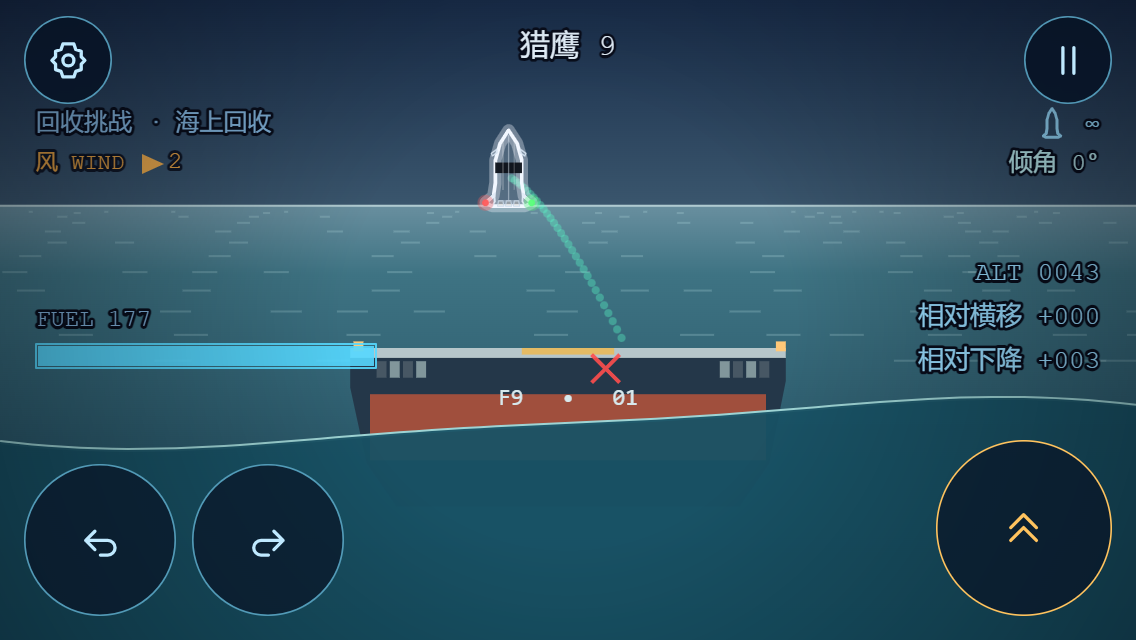 猎鹰 9
回收挑战 · 海上回收
∞
风 WIND ▶2
倾角 0°
ALT 0043
FUEL 177
相对横移 +000
相对下降 +003
F9 • 01